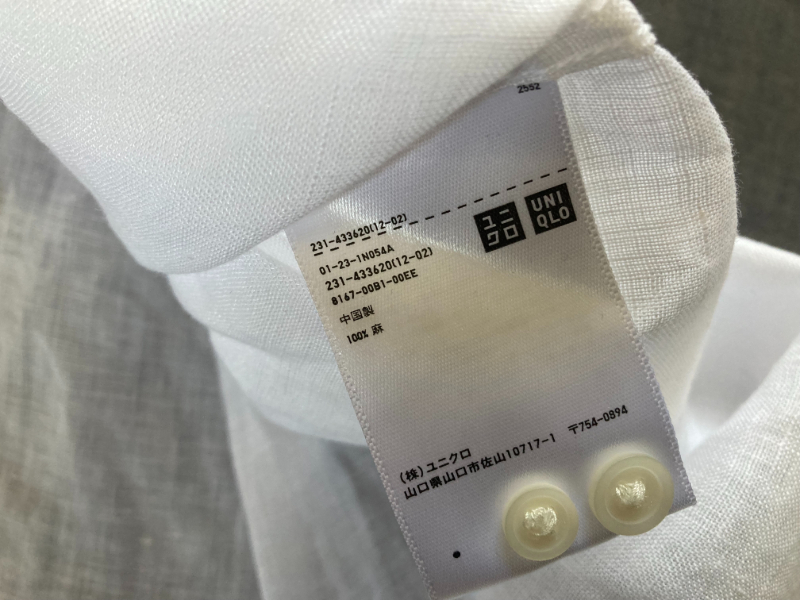 2552
231-433620(12-02)
ユニ
クロ
UNI
QLO
01-23-1N054A
231-433620(12-02)
8167-00B1-00EE
中国製
100% 麻
(株)ユニクロ
山口県山口市佐山10717-1 〒754-0894